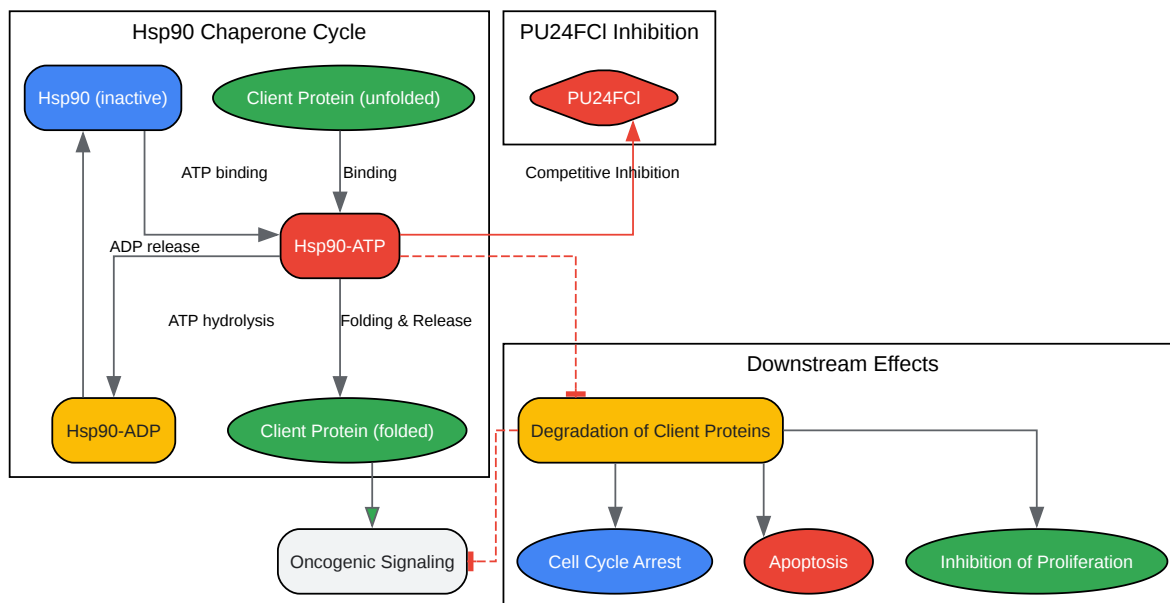 Hsp90 Chaperone Cycle
PU24FCl Inhibition
Hsp90 (inactive)
Client Protein (unfolded)
PU24FCl
ATP binding
Binding
Competitive Inhibition
Hsp90-ATP
ADP release
ATP hydrolysis
Folding & Release
Downstream Effects
Hsp90-ADP
Client Protein (folded)
Degradation of Client Proteins
Oncogenic Signaling
Cell Cycle Arrest
Apoptosis
Inhibition of Proliferation